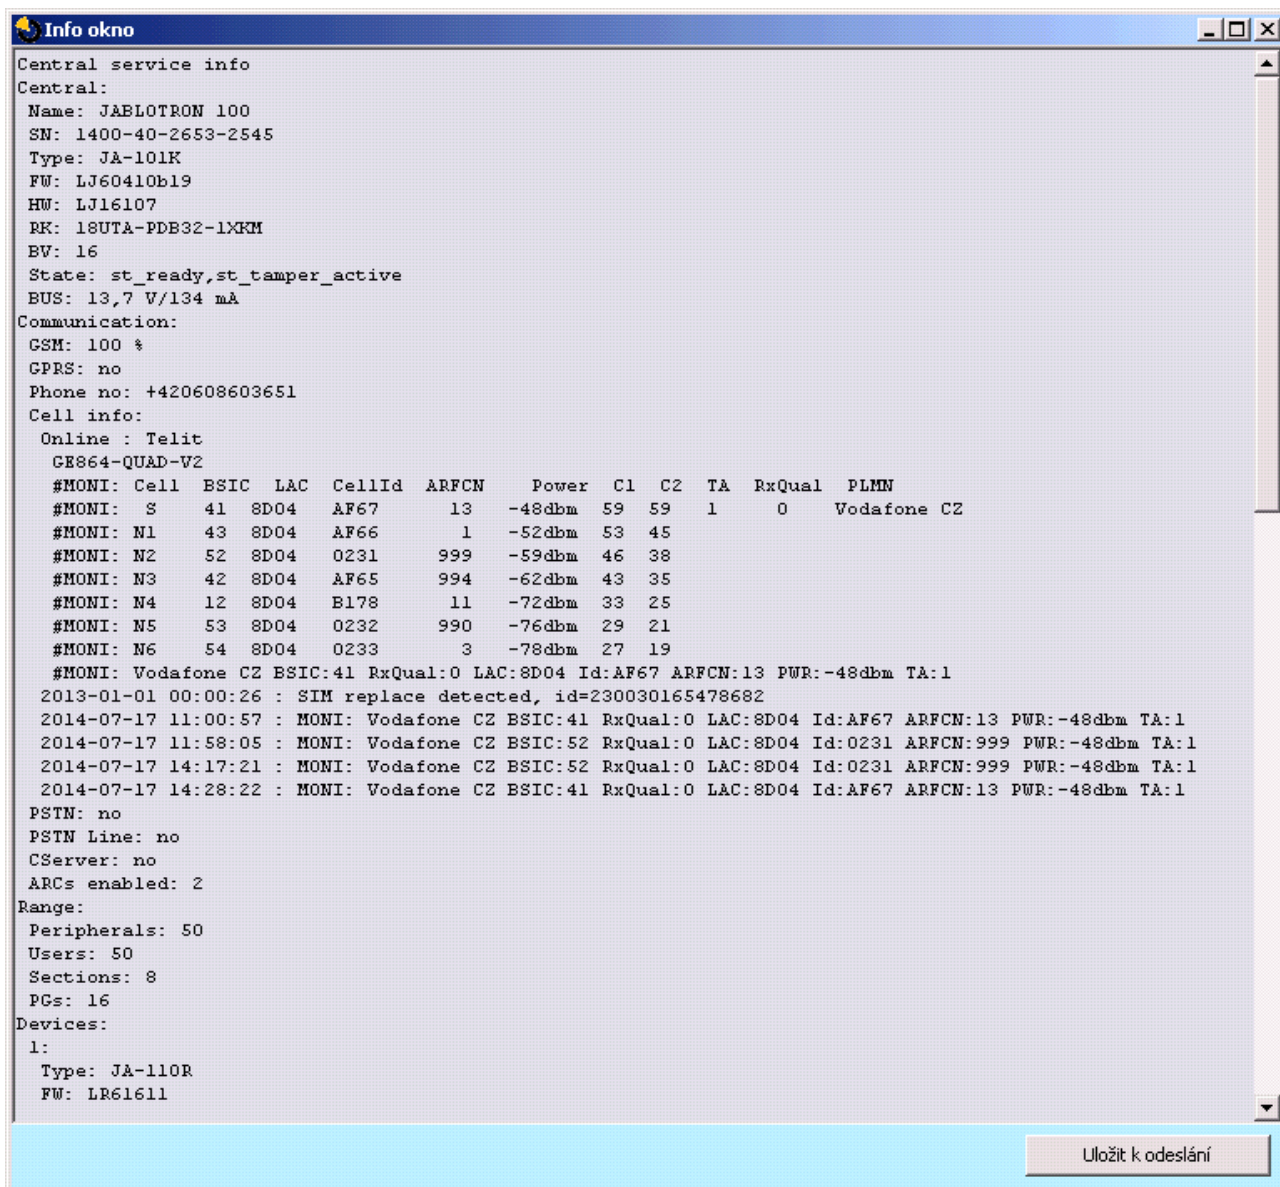 Info okno
Central service info
Central:
Name: JABLOTRON 100
SN: 1400-40-2653-2545
Type: JA-101K
FW: LJ60410b19
HW: LJ16107
RK: 18UTA-PDB32-1XKM
BV: 16
State: st_ready,st_tamper_active
BUS: 13,7 V/134 mA
Communication:
GSM: 100 %
GPRS: no
Phone no: +420608603651
Cell info:
Online : Telit
GE864-QUAD-V2
#MONI: Cell BSIC LAC CellId ARFCN Power C1 C2 TA RxQual PLMN
#MONI: S 41 8D04 AF67 13 -48dbm 59 59 1 0 Vodafone CZ
#MONI: N1 43 8D04 AF66 1 -52dbm 53 45
#MONI: N2 52 8D04 0231 999 -59dbm 46 38
#MONI: N3 42 8D04 AF65 994 -62dbm 43 35
#MONI: N4 12 8D04 B178 11 -72dbm 33 25
#MONI: N5 53 8D04 0232 990 -76dbm 29 21
#MONI: N6 54 8D04 0233 3 -78dbm 27 19
#MONI: Vodafone CZ BSIC:41 RxQual:0 LAC:8D04 Id:AF67 ARFCN:13 PWR:-48dbm TA:1
2013-01-01 00:00:26 : SIM replace detected, id=230030165478682
2014-07-17 11:00:57 : MONI: Vodafone CZ BSIC:41 RxQual:0 LAC:8D04 Id:AF67 ARFCN:13 PWR:-48dbm TA:1
2014-07-17 11:58:05 : MONI: Vodafone CZ BSIC:52 RxQual:0 LAC:8D04 Id:0231 ARFCN:999 PWR:-48dbm TA:1
2014-07-17 14:17:21 : MONI: Vodafone CZ BSIC:52 RxQual:0 LAC:8D04 Id:0231 ARFCN:999 PWR:-48dbm TA:1
2014-07-17 14:28:22 : MONI: Vodafone CZ BSIC:41 RxQual:0 LAC:8D04 Id:AF67 ARFCN:13 PWR:-48dbm TA:1
PSTN: no
PSTN Line: no
CServer: no
ARCs enabled: 2
Range:
Peripherals: 50
Users: 50
Sections: 8
PGs: 16
Devices:
1:
Type: JA-110R
FW: LR61611
Uložit k odeslání